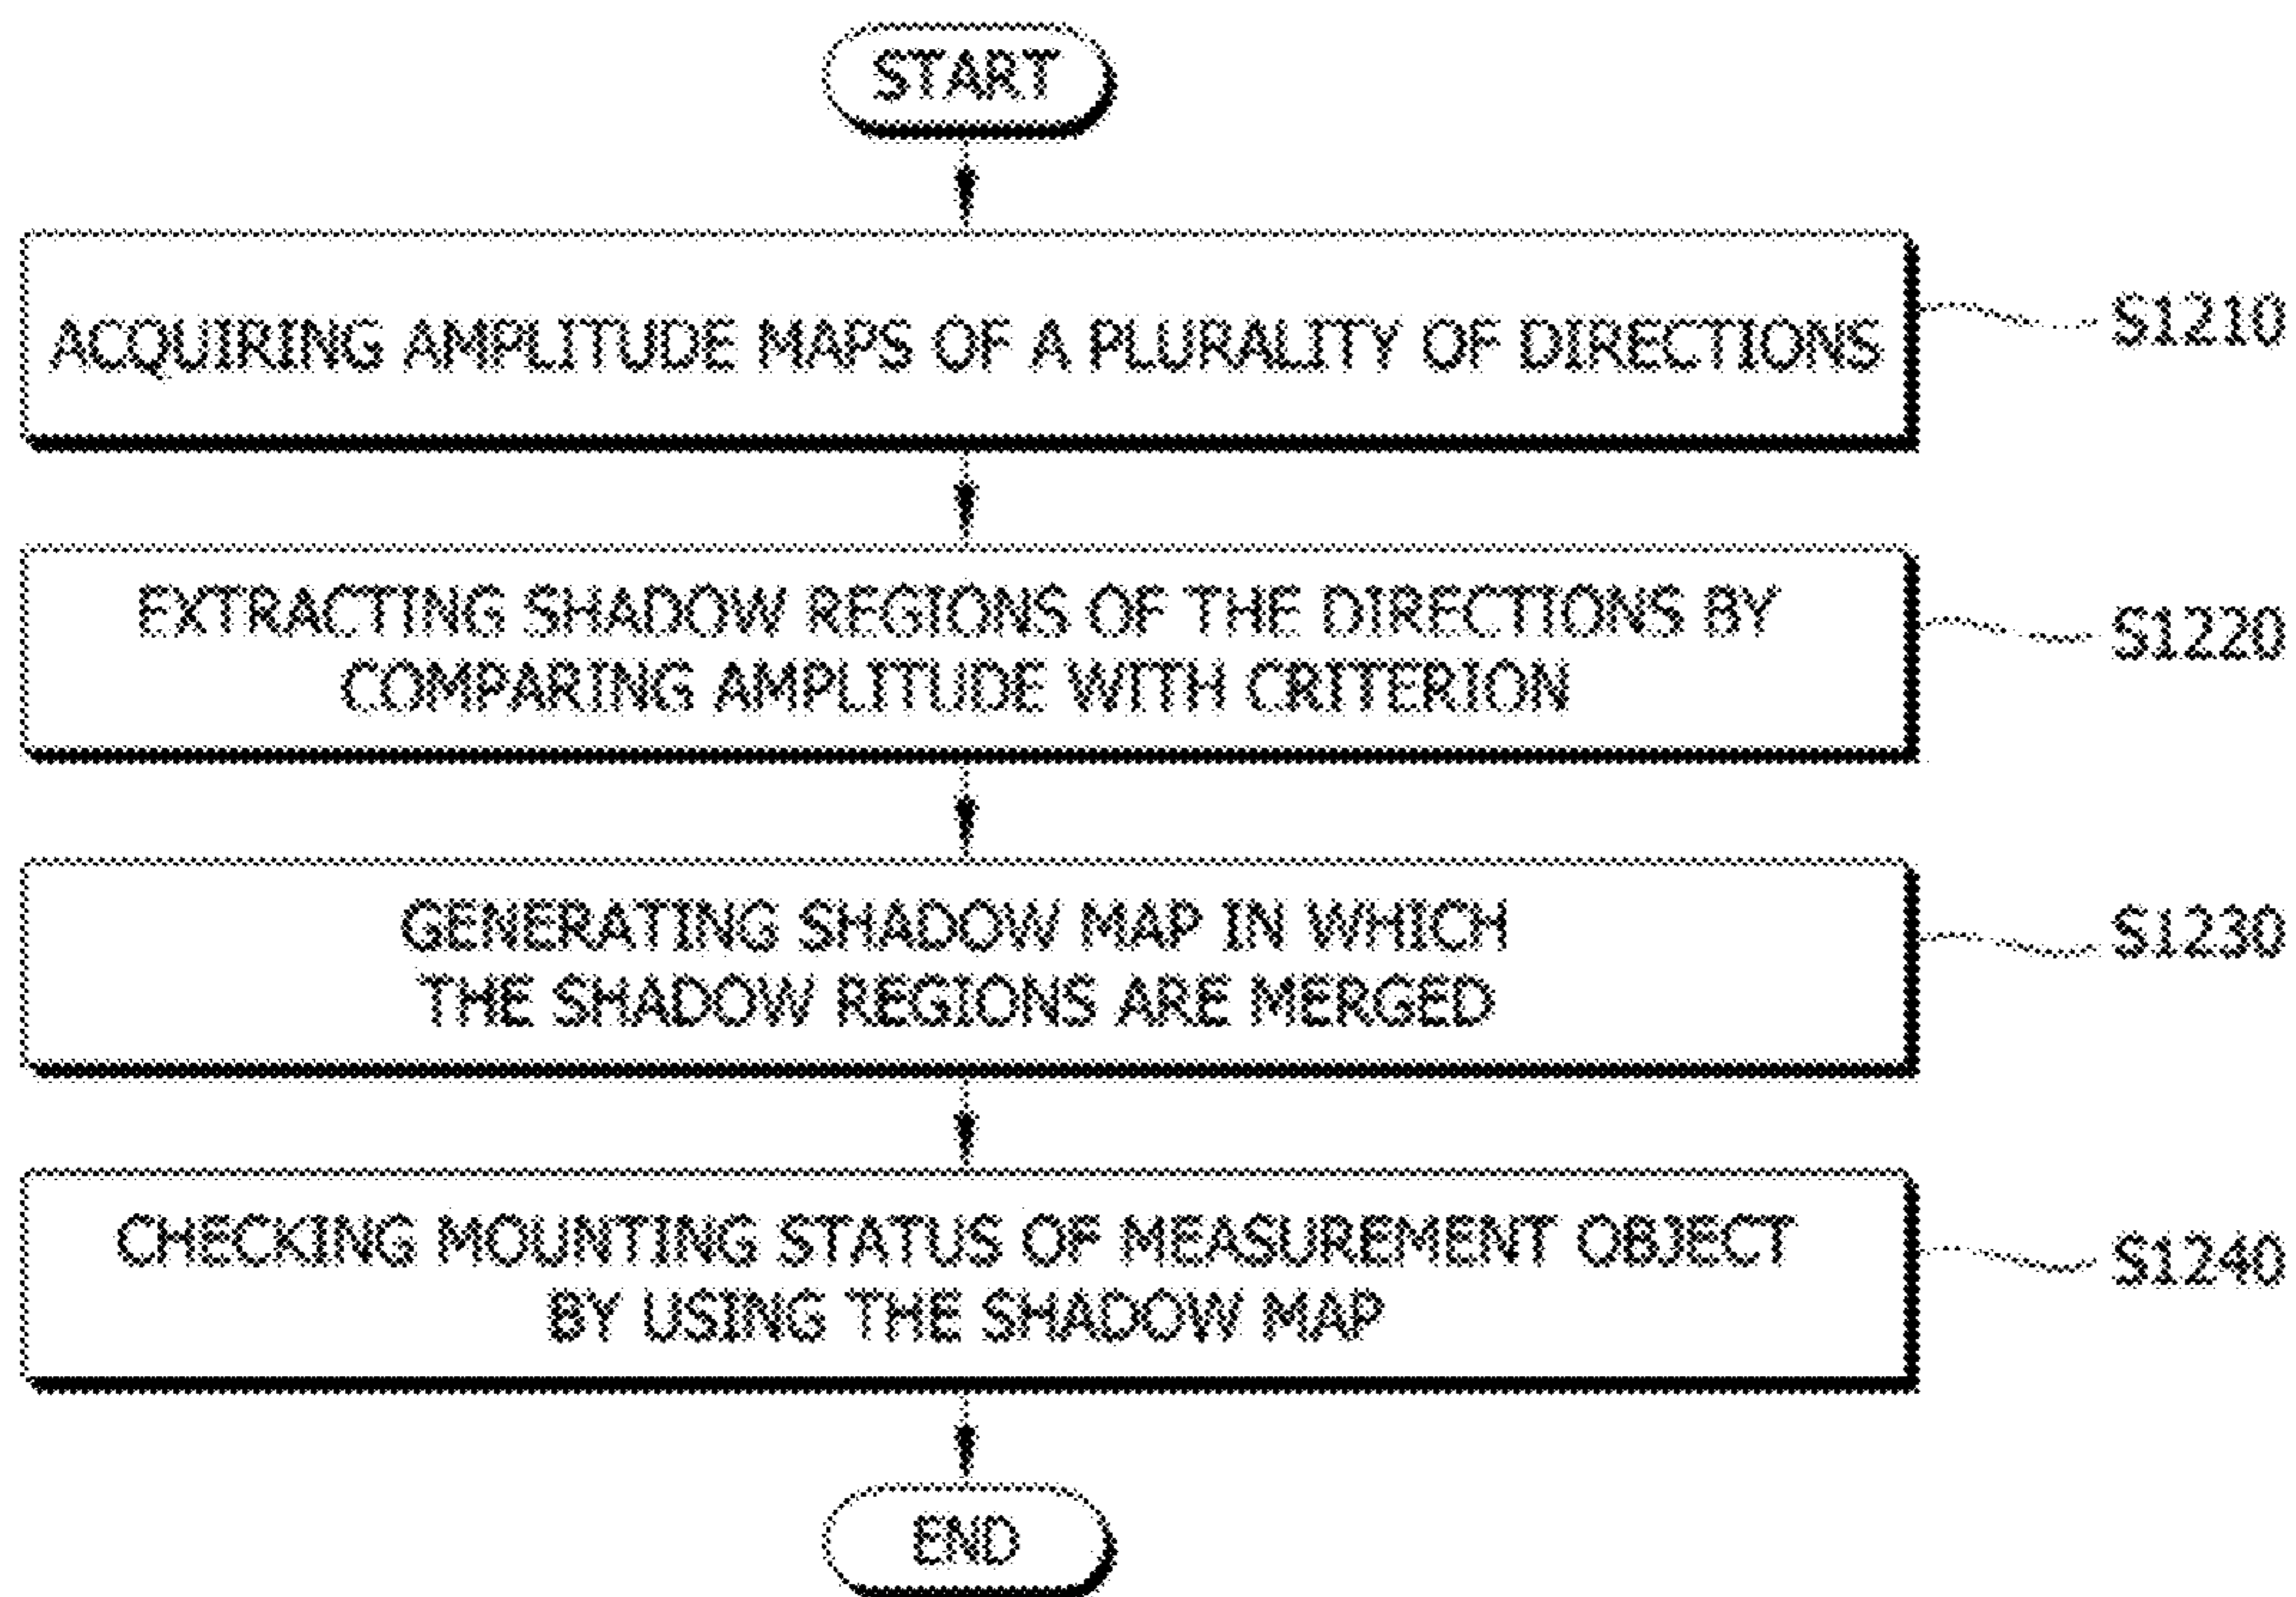 START
ACQUIRING AMPLITUDE MAPS OF A PLURALITY OF DIRECTIONS
S1210
EXTRACTING SHADOW REGIONS OF THE DIRECTIONS BY
COMPARING AMPLITUDE WITH CRITERION
S1220
GENERATING SHADOW MAP IN WHICH
THE SHADOW REGIONS ARE MERGED
S1230
CHECKING MOUNTING STATUS OF MEASUREMENT OBJECT
BY USING THE SHADOW MAP
S1240
END